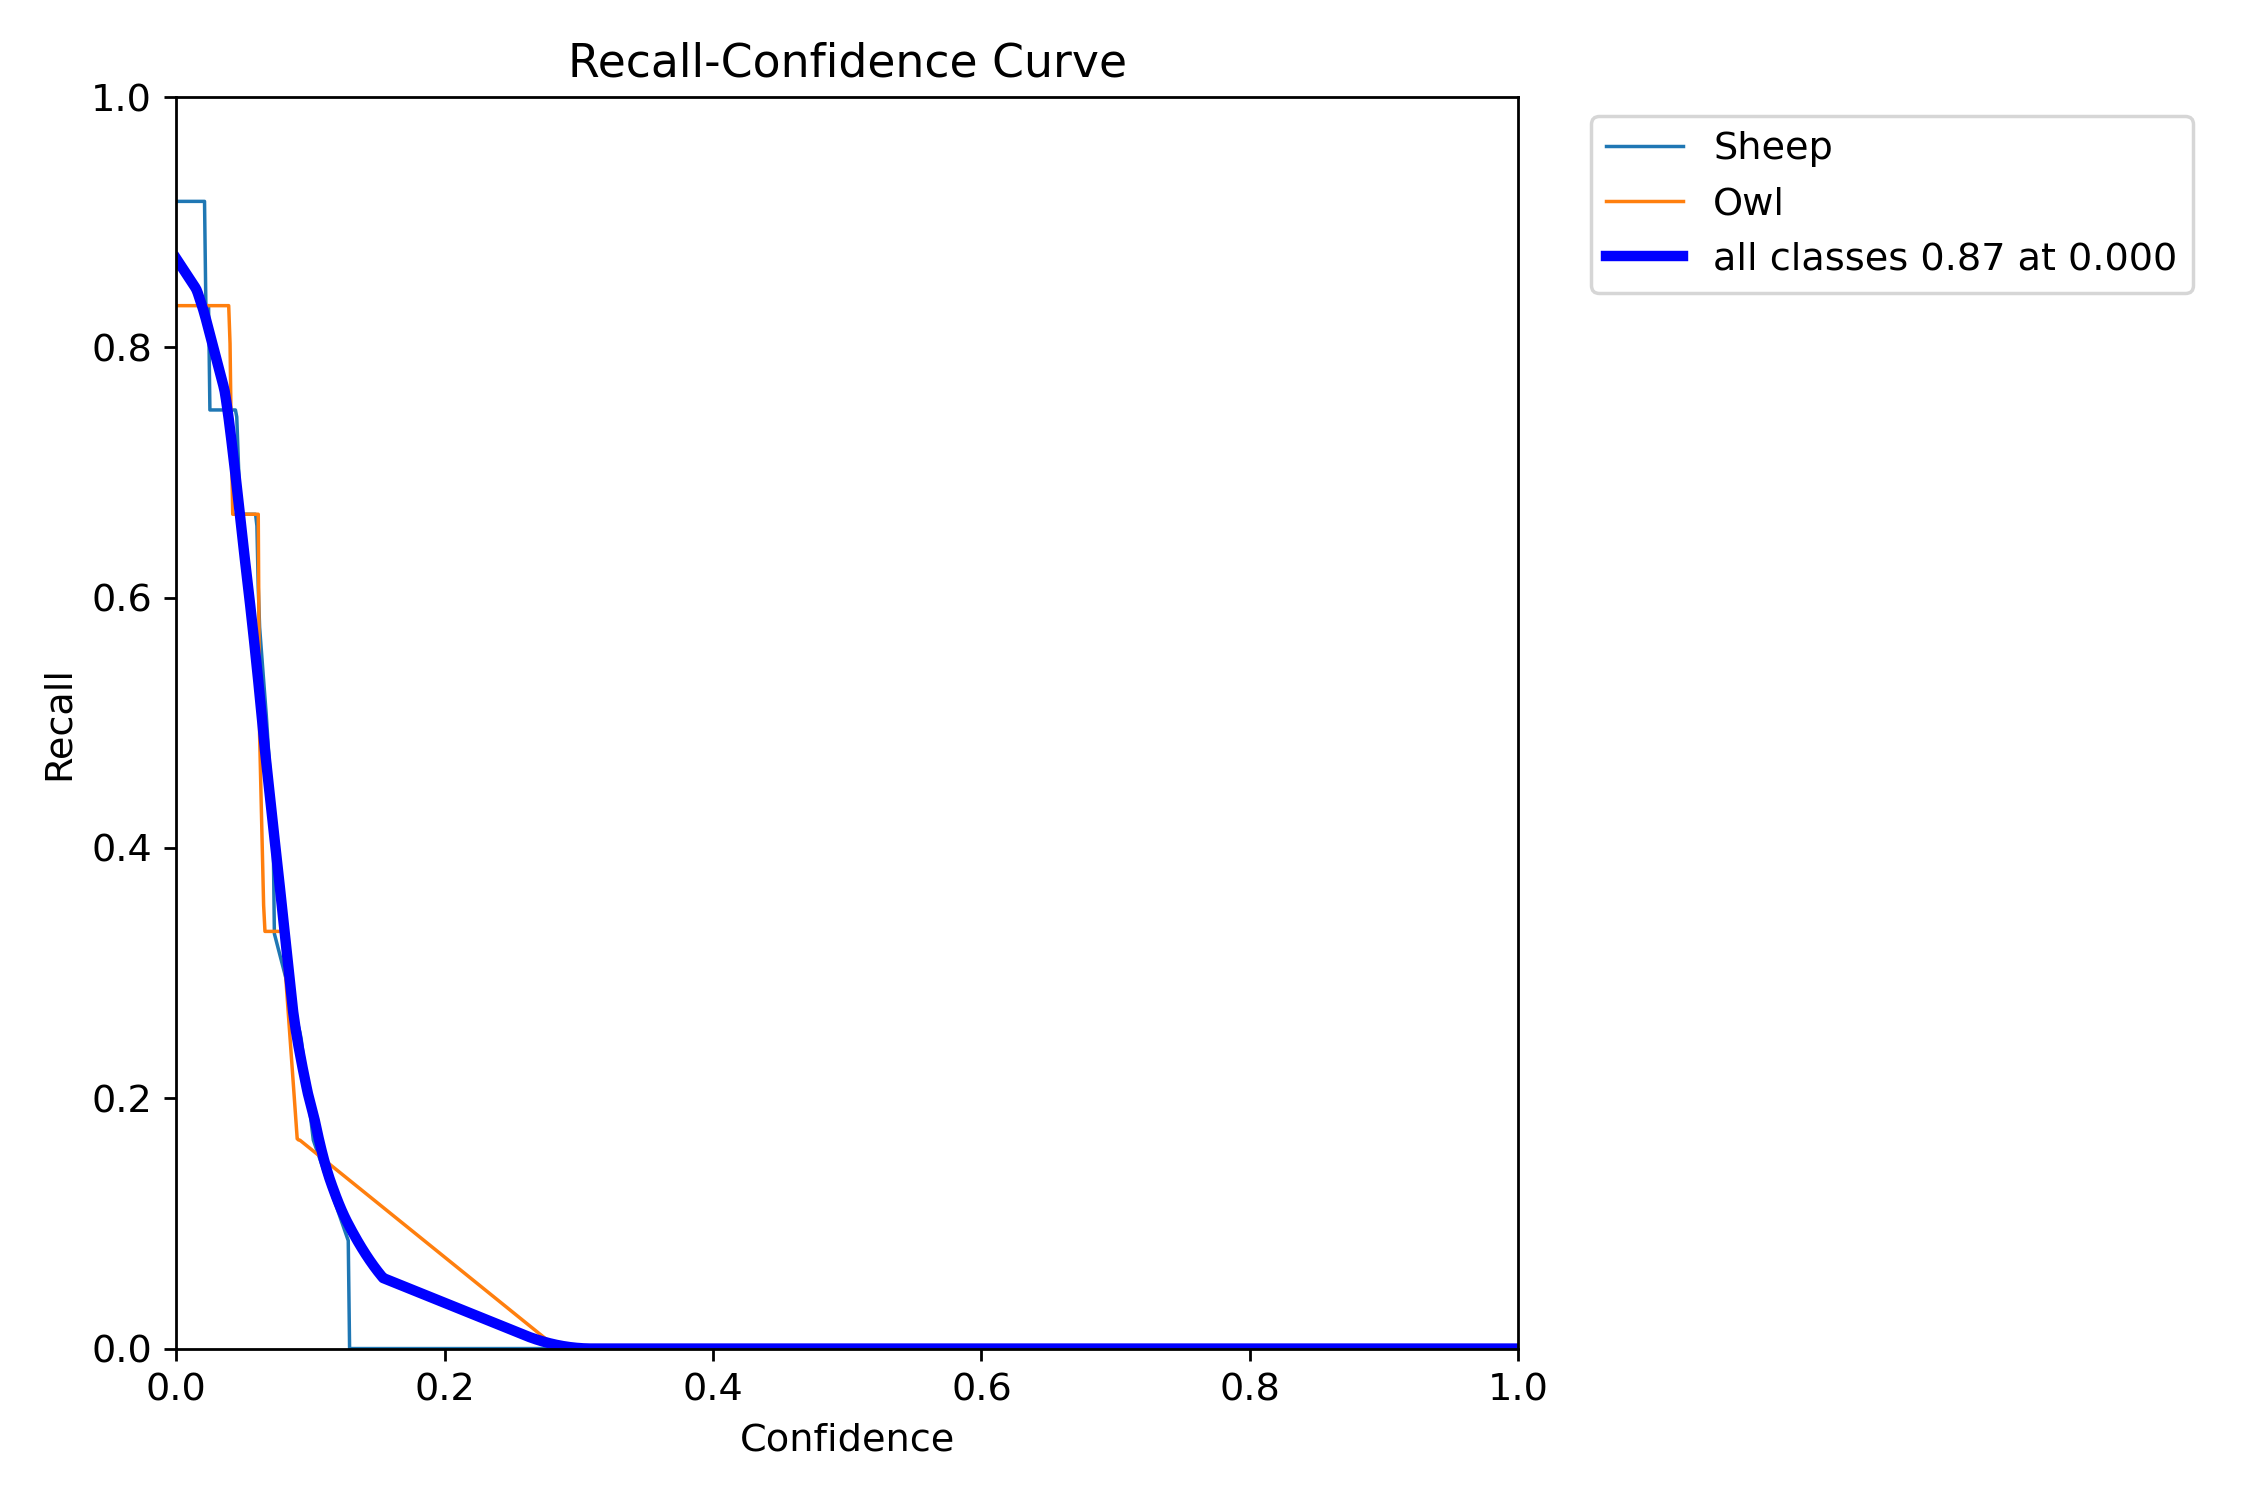 Recall-Confidence Curve
1.0
0.8
0.6
0.4
0.2
0.0
Recall
0.0 0.2 0.4 0.6 0.8 1.0
Confidence
Sheep
Owl
all classes 0.87 at 0.000